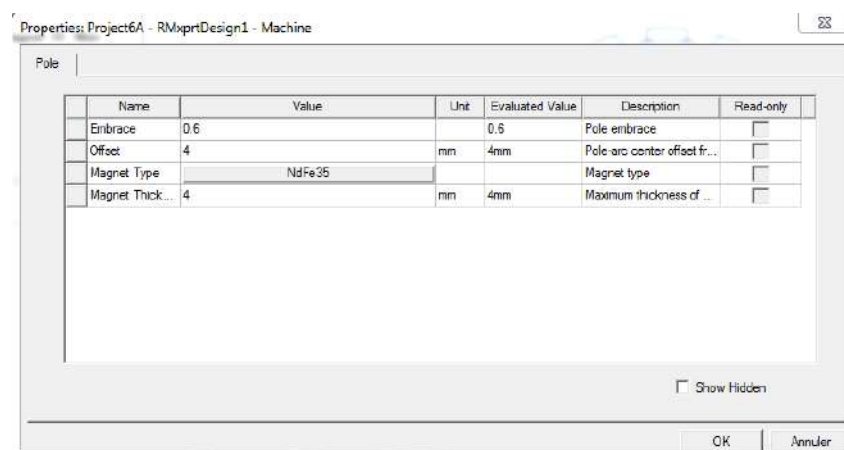 Properties: Project6A - RMxprtDesign1 - Machine
Pole
Name Value Unit Evaluated Value Description Read-only
Embrace 0.6 0.6 Pole embrace
Offset 4 mm 4mm Pole-arc center offset fr...
Magnet Type NdFe35 Magnet type
Magnet Thick... 4 mm 4mm Maximum thickness of ...
Show Hidden
OK Annuler